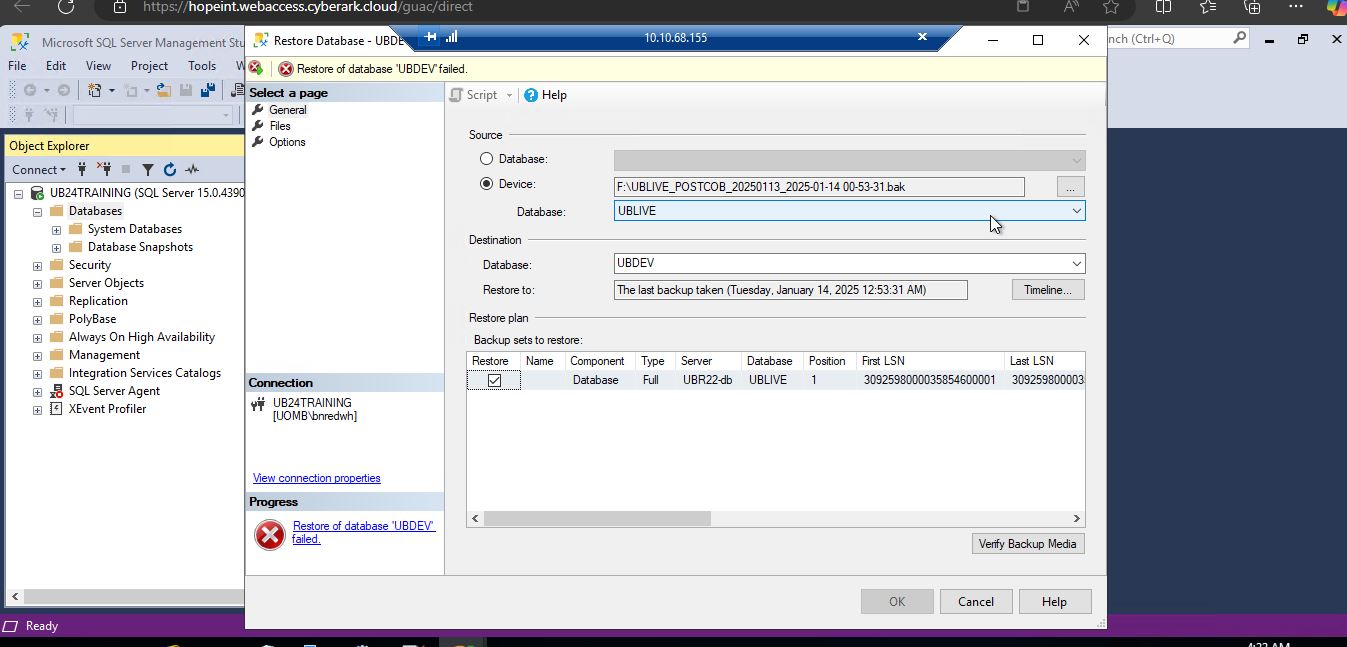 https://hopeint.webaccess.cyberark.cloud/guac/direct
Microsoft SQL Server Management Stu
nch (Ctrl+Q)
File Edit View Project Tools W
Restore Database - UBDE
10.10.68.155
Restore of database 'UBDEV' failed.
Select a page
General
Files
Options
Script
Help
Object Explorer
Connect
UB24TRAINING (SQL Server 15.0.4390
Databases
System Databases
Database Snapshots
Security
Server Objects
Replication
PolyBase
Always On High Availability
Management
Integration Services Catalogs
SQL Server Agent
XEvent Profiler
Source
Database:
Device:
F:\UBLIVE_POSTCOB_20250113_2025-01-14 00-53-31.bak
...
Database:
UBLIVE
Destination
Database:
UBDEV
Restore to:
The last backup taken (Tuesday, January 14, 2025 12:53:31 AM)
Timeline...
Restore plan
Backup sets to restore:
Restore Name Component Type Server Database Position First LSN Last LSN
Database Full UBR22-db UBLIVE 1 3092598000035854600001 309259800003
Connection
UB24TRAINING
[UOMB\bnredwh]
View connection properties
Progress
Restore of database 'UBDEV'
failed.
Verify Backup Media
OK
Cancel
Help
Ready